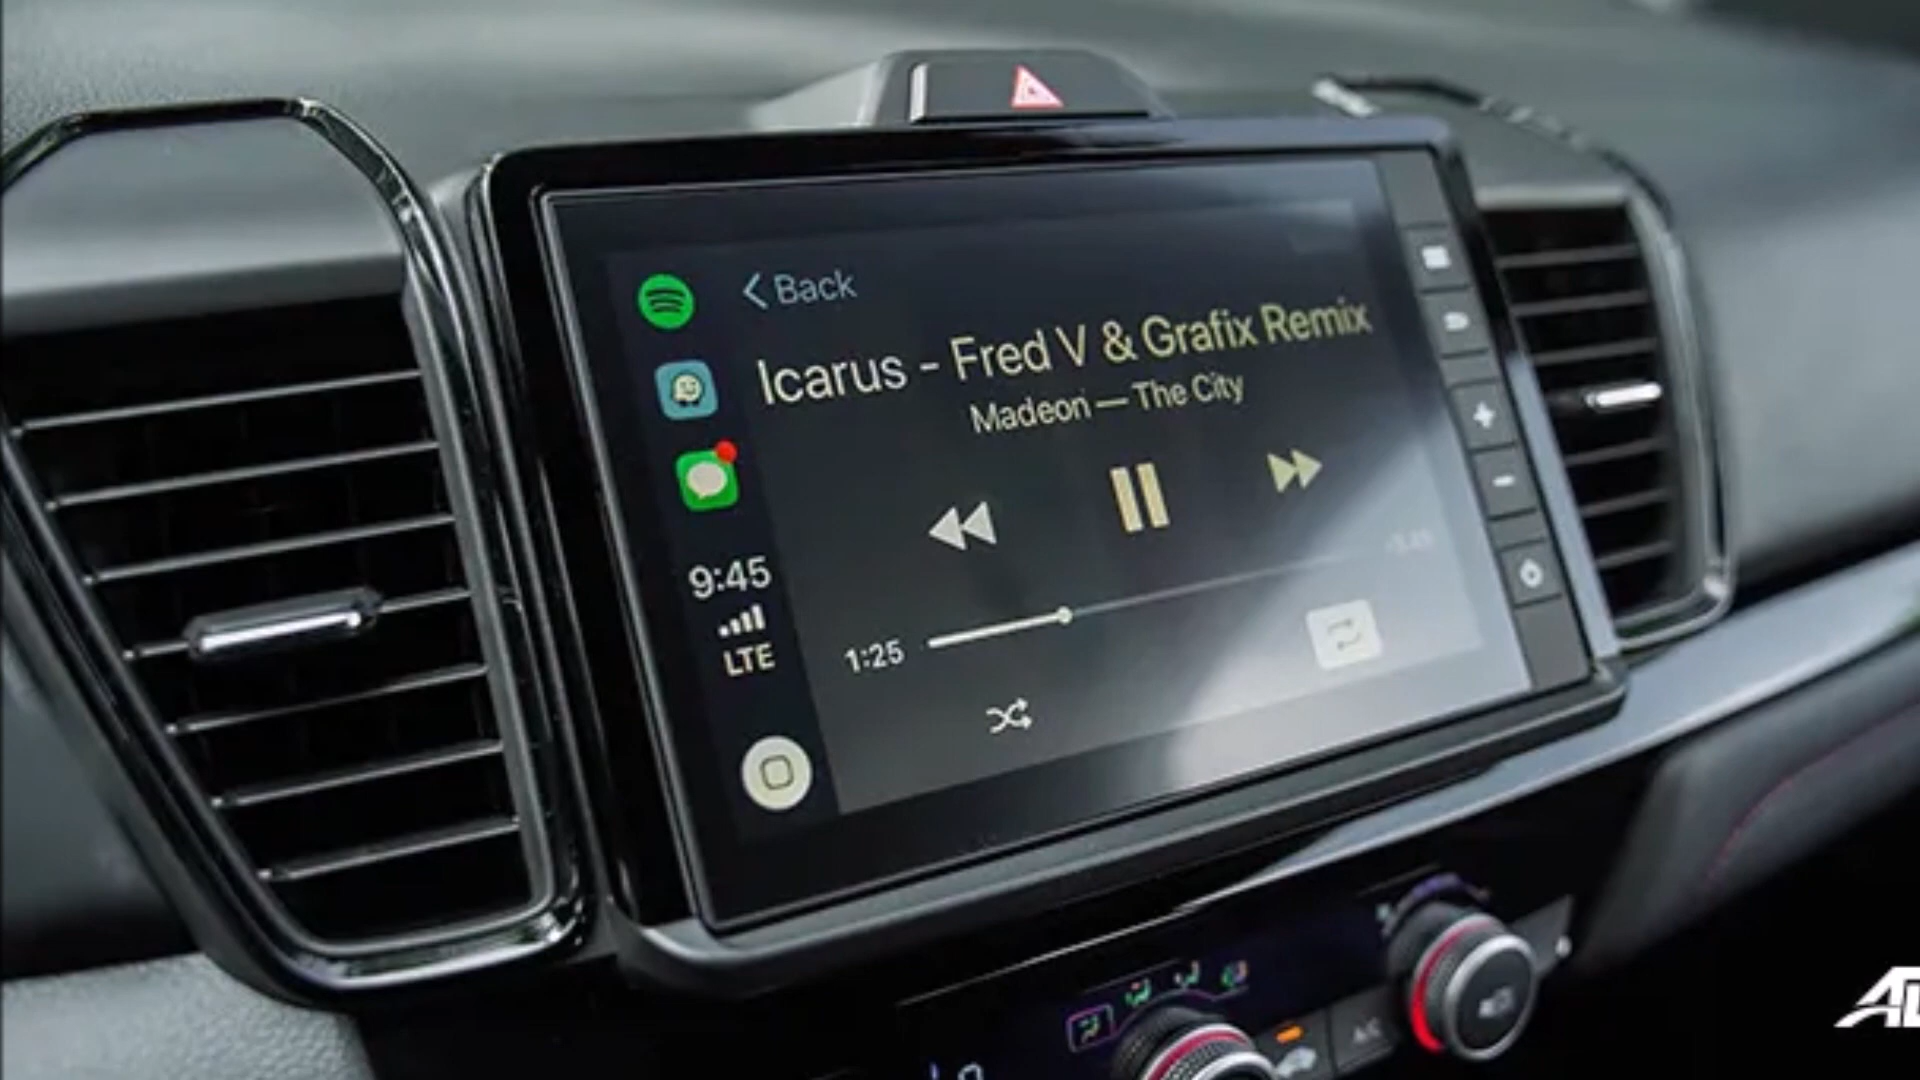 Back
Icarus - Fred V & Grafix Remix
Madeon — The City
9:45
LTE
1:25
A/C